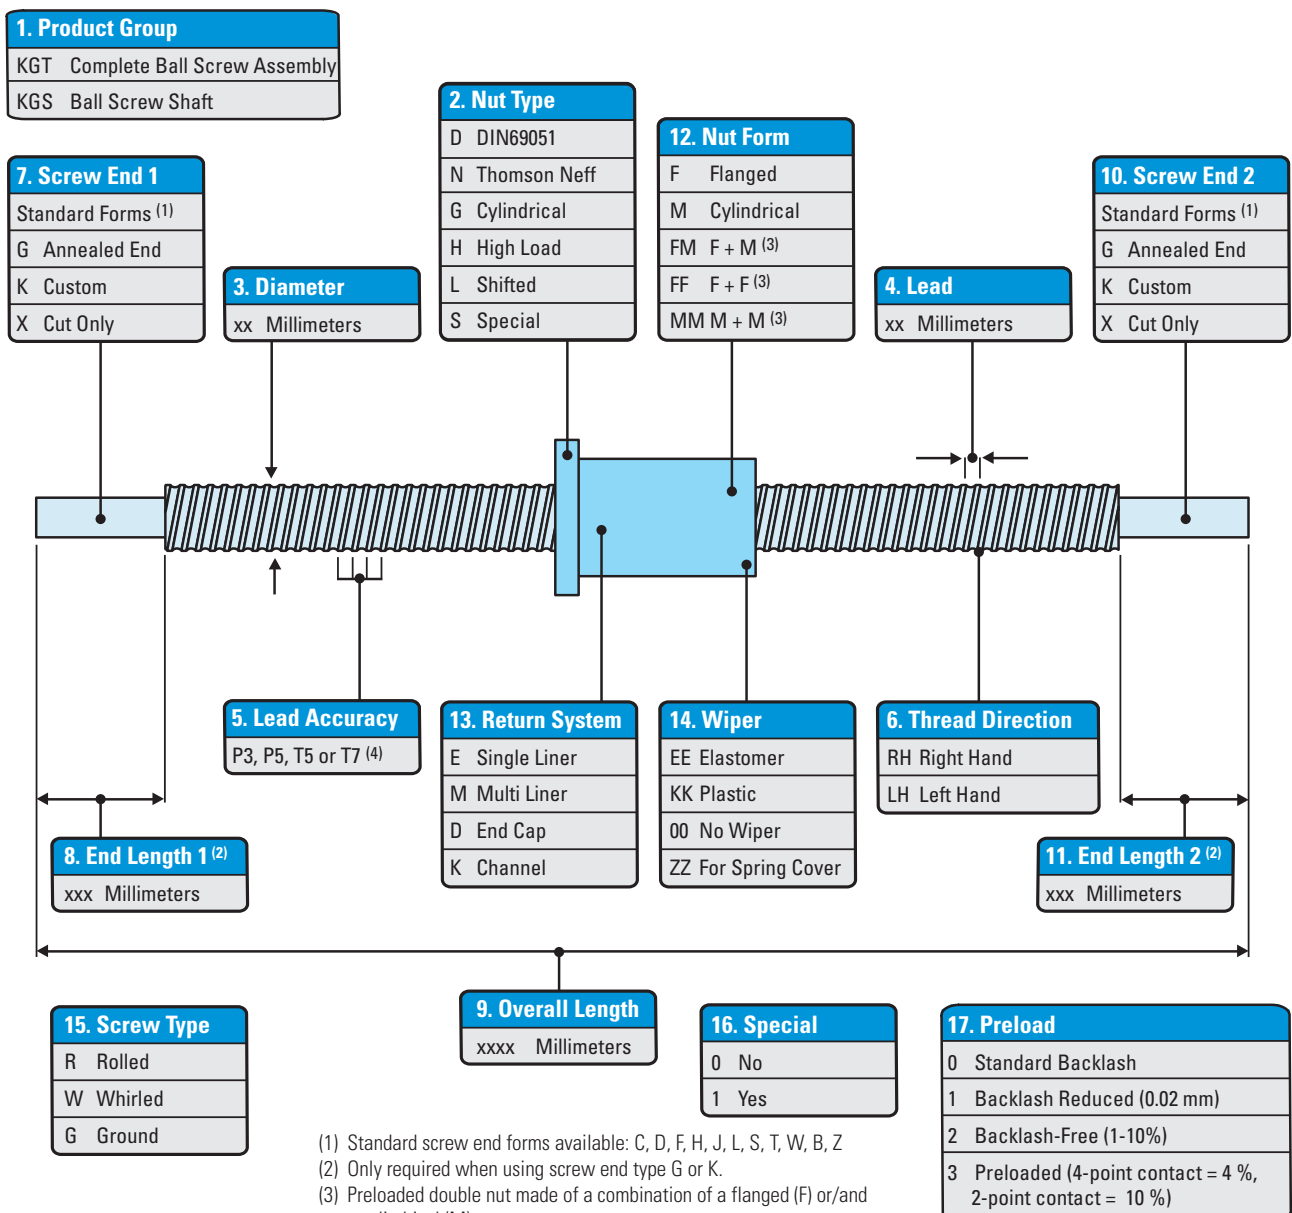 1. Product Group
KGT Complete Ball Screw Assembly
KGS Ball Screw Shaft
2. Nut Type
D DIN69051
N Thomson Neff
G Cylindrical
H High Load
L Shifted
S Special
12. Nut Form
F Flanged
M Cylindrical
FM F + M (3)
FF F + F (3)
MM M + M (3)
7. Screw End 1
Standard Forms (1)
G Annealed End
K Custom
X Cut Only
3. Diameter
xx Millimeters
4. Lead
xx Millimeters
10. Screw End 2
Standard Forms (1)
G Annealed End
K Custom
X Cut Only
5. Lead Accuracy
P3, P5, T5 or T7 (4)
13. Return System
E Single Liner
M Multi Liner
D End Cap
K Channel
14. Wiper
EE Elastomer
KK Plastic
00 No Wiper
ZZ For Spring Cover
6. Thread Direction
RH Right Hand
LH Left Hand
8. End Length 1 (2)
xxx Millimeters
11. End Length 2 (2)
xxx Millimeters
9. Overall Length
xxxx Millimeters
15. Screw Type
R Rolled
W Whirled
G Ground
16. Special
0 No
1 Yes
17. Preload
0 Standard Backlash
1 Backlash Reduced (0.02 mm)
2 Backlash-Free (1-10%)
3 Preloaded (4-point contact = 4 %,
2-point contact = 10 %)
(1) Standard screw end forms available: C, D, F, H, J, L, S, T, W, B, Z
(2) Only required when using screw end type G or K.
(3) Preloaded double nut made of a combination of a flanged (F) or/and